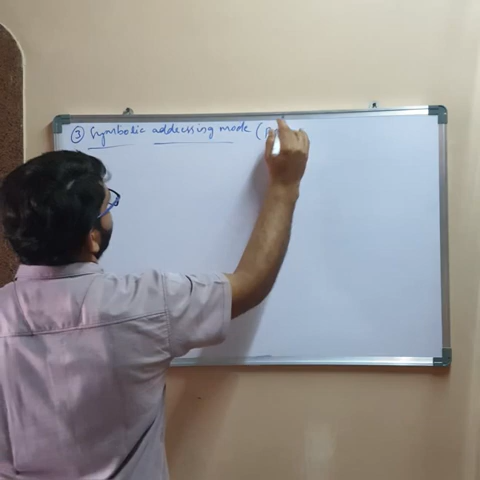 ③ Symbolic addressing mode (